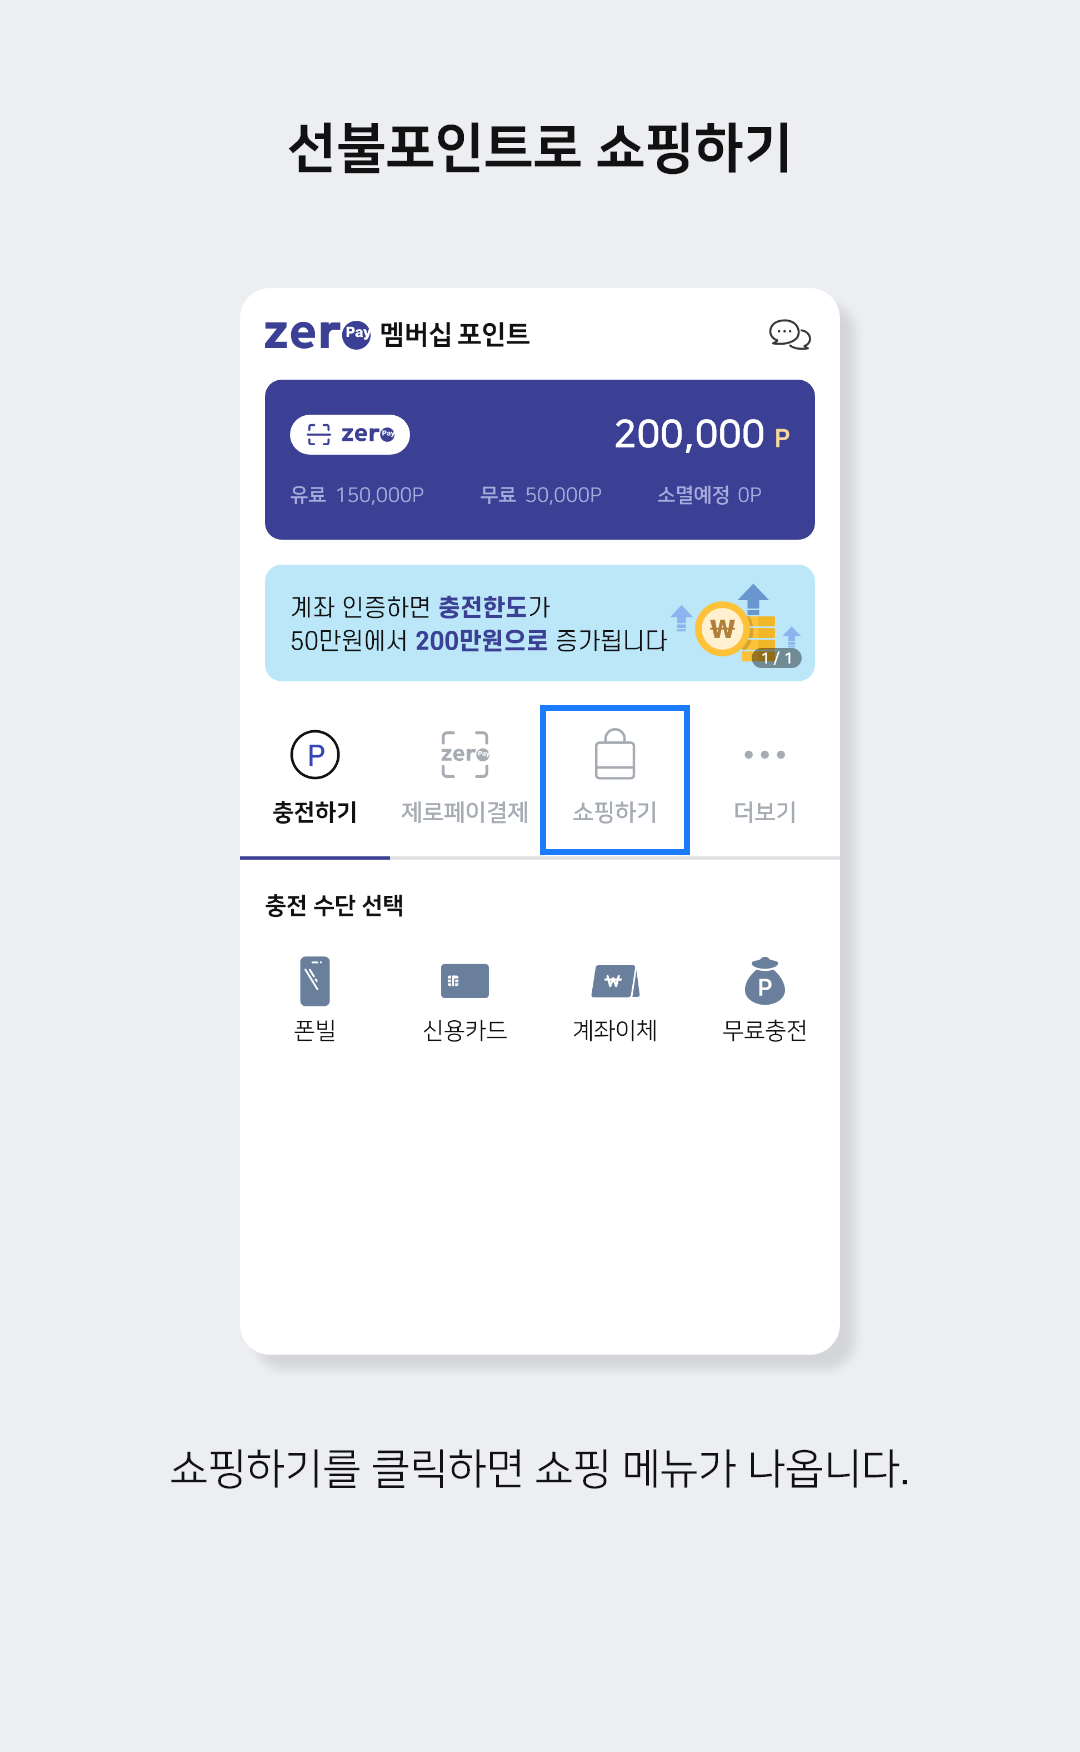 선불포인트로 쇼핑하기
zeroPay 멤버십 포인트
zeroPay 200,000 P
유료 150,000P 무료 50,000P 소멸예정 0P
계좌 인증하면 충전한도가
50만원에서 200만원으로 증가됩니다
₩
1 / 1
P zeroPay
충전하기 제로페이결제 쇼핑하기 더보기
충전 수단 선택
₩ P
폰빌 신용카드 계좌이체 무료충전
쇼핑하기를 클릭하면 쇼핑 메뉴가 나옵니다.